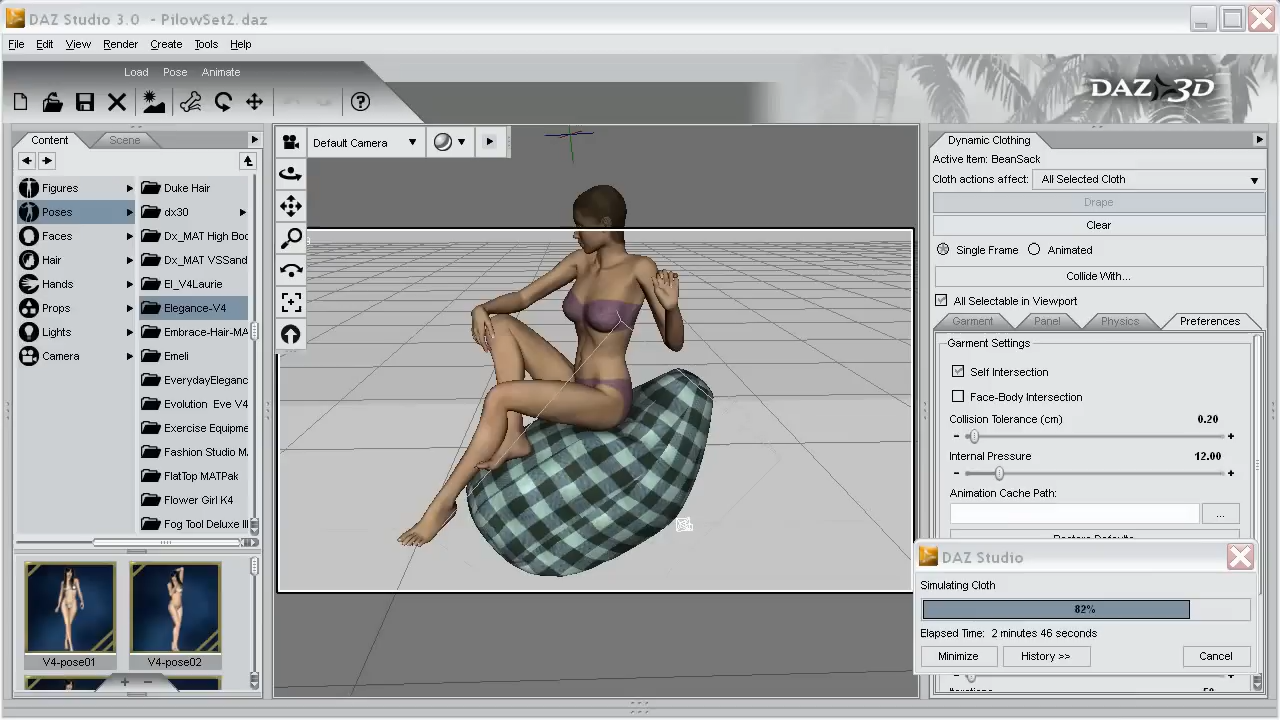 DAZ Studio 3.0 - PilowSet2.daz
File Edit View Render Create Tools Help
Load Pose Animate
DAZ 3D
Content Scene
Default Camera
Dynamic Clothing
Active Item: BeanSack
Cloth actions affect: All Selected Cloth
Drape
Clear
Single Frame Animated
Collide With...
All Selectable in Viewport
Garment Panel Physics Preferences
Garment Settings
Self Intersection
Face-Body Intersection
Collision Tolerance (cm) 0.20
- +
Internal Pressure 12.00
- +
Animation Cache Path:
...
Restore Defaults
Figures
Poses
Faces
Hair
Hands
Props
Lights
Camera
Duke Hair
dx30
Dx_MAT High Boo
Dx_MAT VSSand
El_V4Laurie
Elegance-V4
Embrace-Hair-MA
Emeli
EverydayEleganc
Evolution Eve V4
Exercise Equipme
Fashion Studio M
FlatTop MATPak
Flower Girl K4
Fog Tool Deluxe II
V4-pose01 V4-pose02
+ -
DAZ Studio
Simulating Cloth
82%
Elapsed Time: 2 minutes 46 seconds
Minimize History >> Cancel